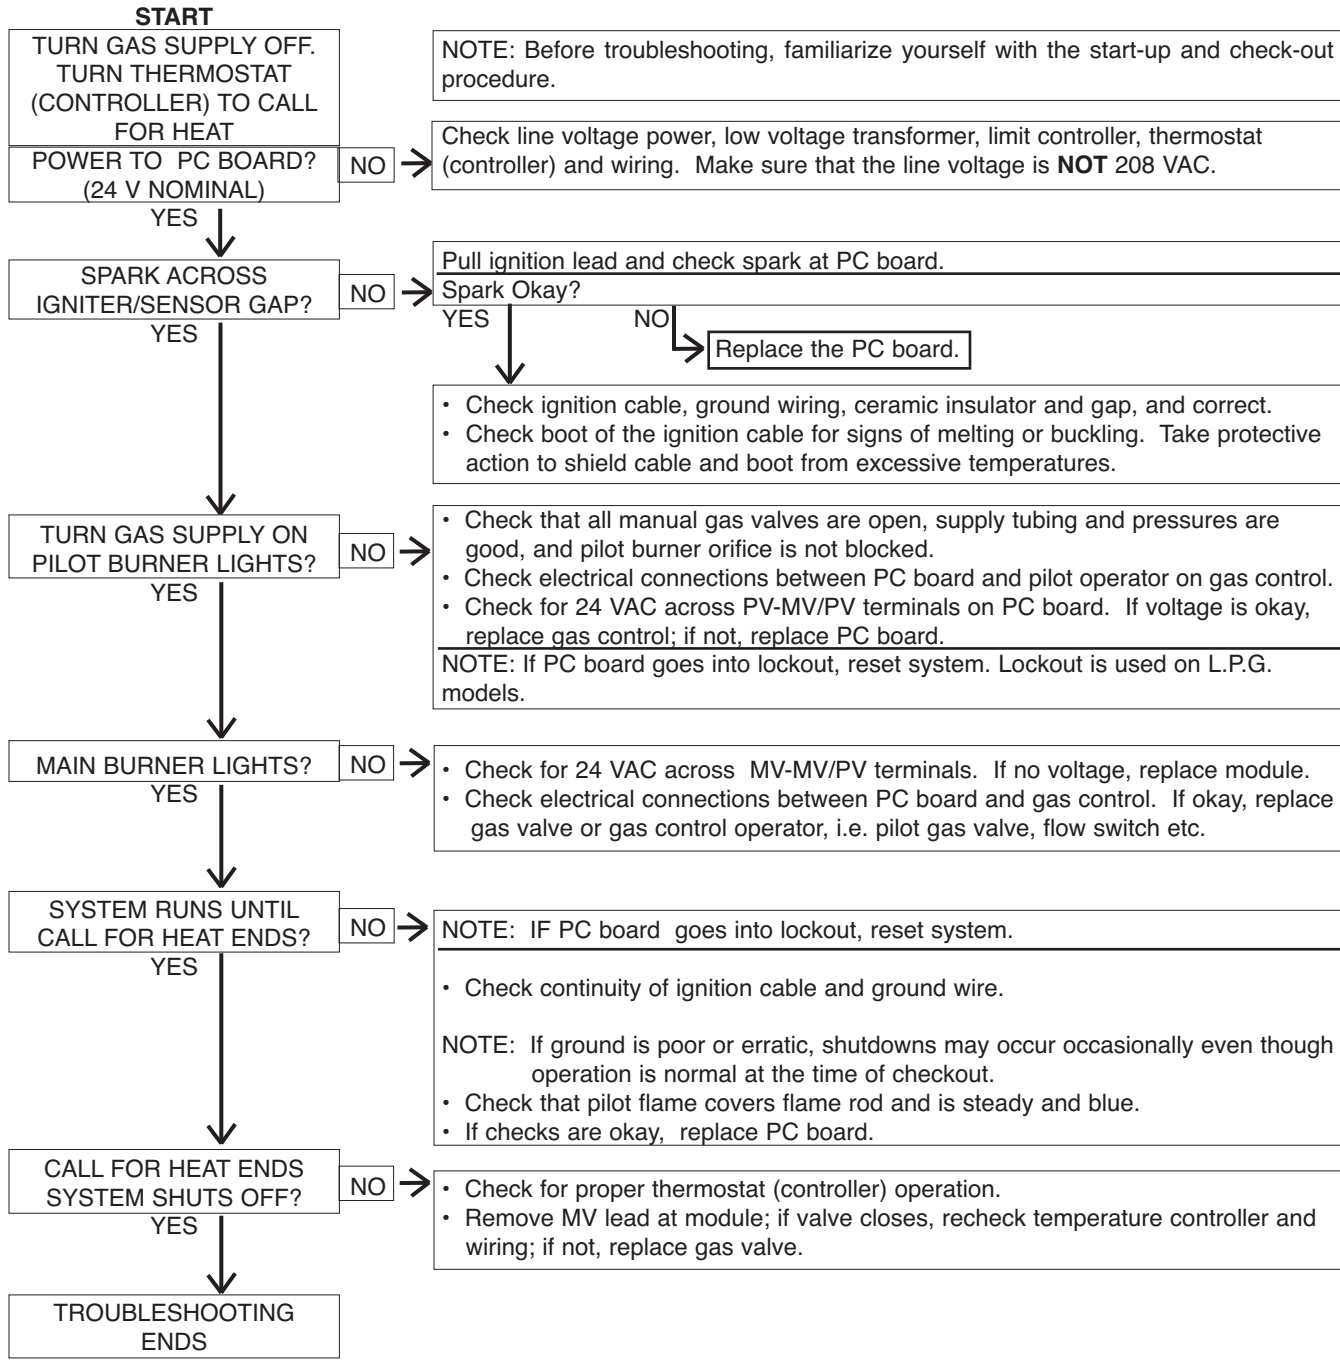 START
TURN GAS SUPPLY OFF.
TURN THERMOSTAT
(CONTROLLER) TO CALL
FOR HEAT
NOTE: Before troubleshooting, familiarize yourself with the start-up and check-out
procedure.
POWER TO PC BOARD?
(24 V NOMINAL)
NO
Check line voltage power, low voltage transformer, limit controller, thermostat
(controller) and wiring. Make sure that the line voltage is NOT 208 VAC.
YES
SPARK ACROSS
IGNITER/SENSOR GAP?
NO
Pull ignition lead and check spark at PC board.
Spark Okay?
YES
NO
Replace the PC board.
• Check ignition cable, ground wiring, ceramic insulator and gap, and correct.
• Check boot of the ignition cable for signs of melting or buckling. Take protective
action to shield cable and boot from excessive temperatures.
YES
TURN GAS SUPPLY ON
PILOT BURNER LIGHTS?
NO
• Check that all manual gas valves are open, supply tubing and pressures are
good, and pilot burner orifice is not blocked.
• Check electrical connections between PC board and pilot operator on gas control.
• Check for 24 VAC across PV-MV/PV terminals on PC board. If voltage is okay,
replace gas control; if not, replace PC board.
NOTE: If PC board goes into lockout, reset system. Lockout is used on L.P.G.
models.
YES
MAIN BURNER LIGHTS?
NO
• Check for 24 VAC across MV-MV/PV terminals. If no voltage, replace module.
• Check electrical connections between PC board and gas control. If okay, replace
gas valve or gas control operator, i.e. pilot gas valve, flow switch etc.
YES
SYSTEM RUNS UNTIL
CALL FOR HEAT ENDS?
NO
NOTE: IF PC board goes into lockout, reset system.
• Check continuity of ignition cable and ground wire.
NOTE: If ground is poor or erratic, shutdowns may occur occasionally even though
operation is normal at the time of checkout.
• Check that pilot flame covers flame rod and is steady and blue.
• If checks are okay, replace PC board.
YES
CALL FOR HEAT ENDS
SYSTEM SHUTS OFF?
NO
• Check for proper thermostat (controller) operation.
• Remove MV lead at module; if valve closes, recheck temperature controller and
wiring; if not, replace gas valve.
YES
TROUBLESHOOTING
ENDS